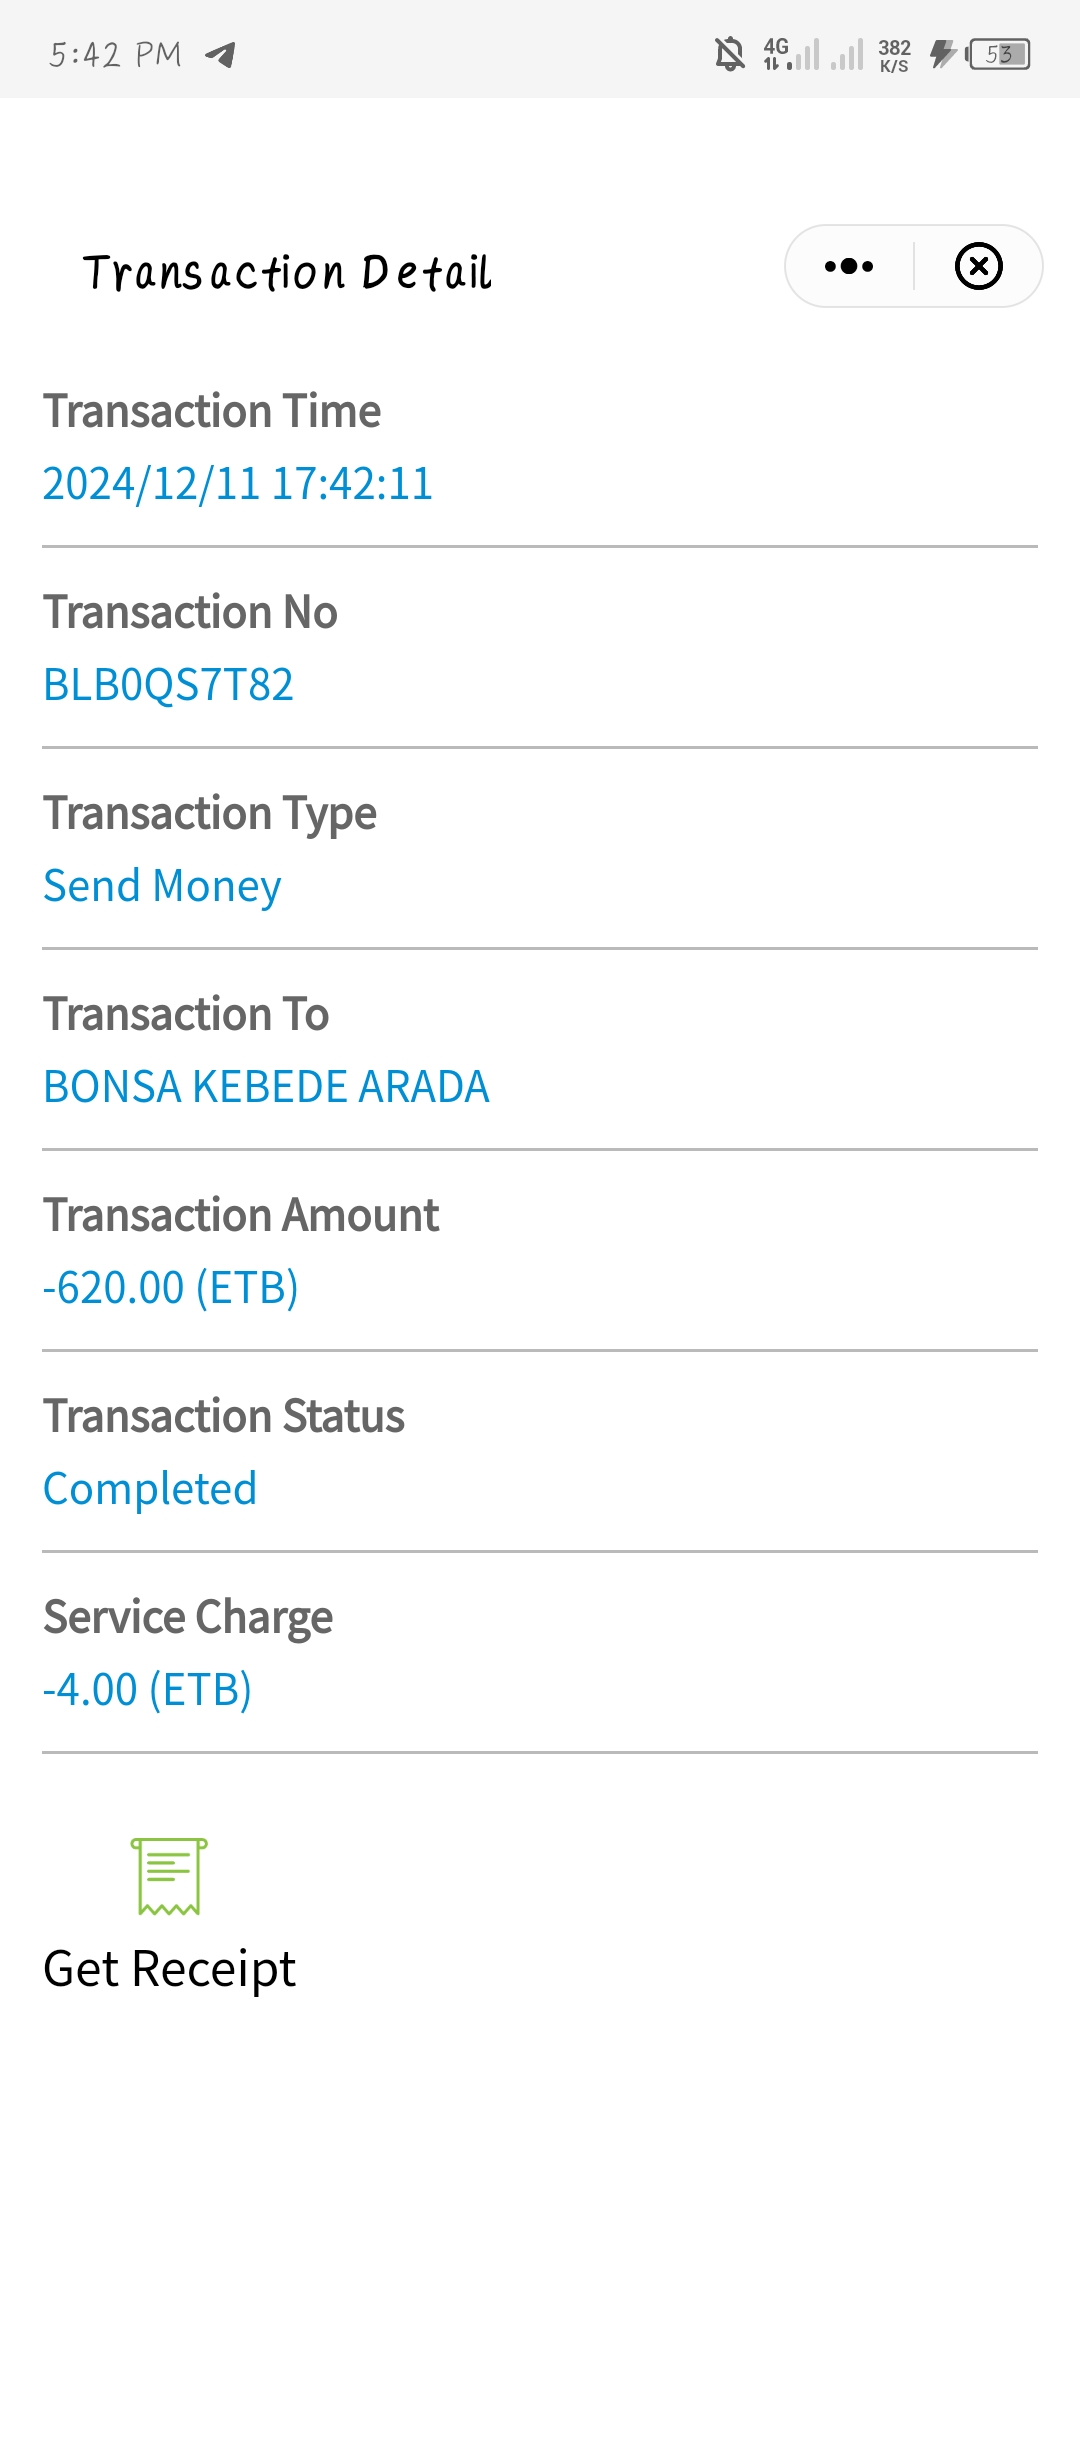 5:42 PM
4G
382
K/S
53
Transaction Detail
Transaction Time
2024/12/11 17:42:11
Transaction No
BLB0QS7T82
Transaction Type
Send Money
Transaction To
BONSA KEBEDE ARADA
Transaction Amount
-620.00 (ETB)
Transaction Status
Completed
Service Charge
-4.00 (ETB)
Get Receipt